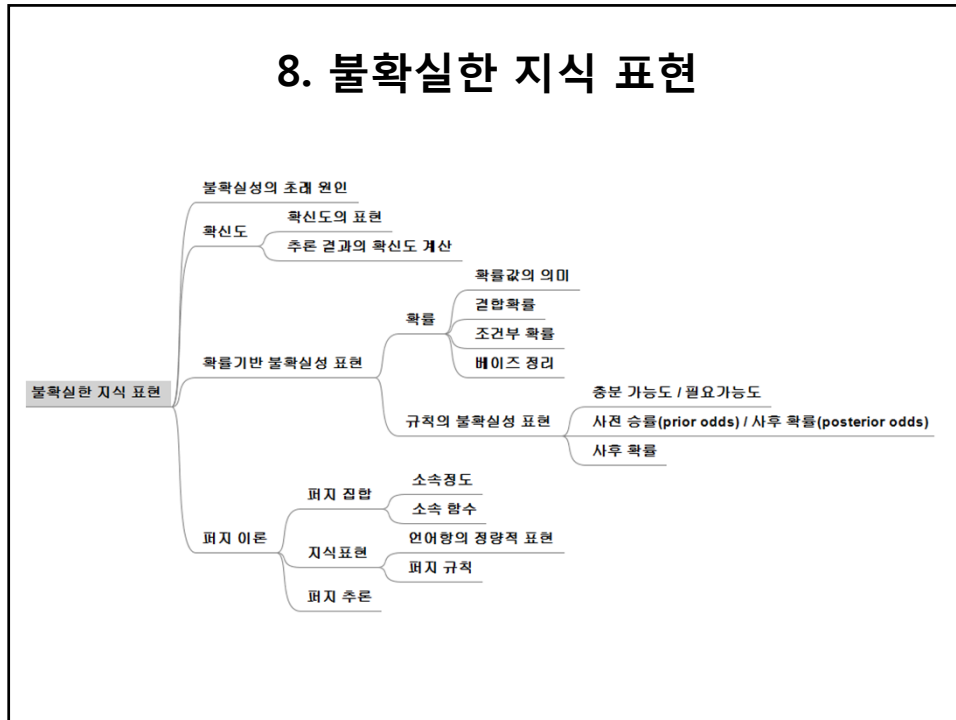 8. 불확실한 지식 표현
불확실성의 초래 원인
확신도
확신도의 표현
추론 결과의 확신도 계산
확률값의 의미
결합확률
확률
조건부 확률
베이즈 정리
확률기반 불확실성 표현
불확실한 지식 표현
충분 가능도 / 필요가능도
규칙의 불확실성 표현
사전 승률(prior odds) / 사후 확률(posterior odds)
사후 확률
소속정도
퍼지 집합
소속 함수
퍼지 이론
언어항의 정량적 표현
지식표현
퍼지 규칙
퍼지 추론